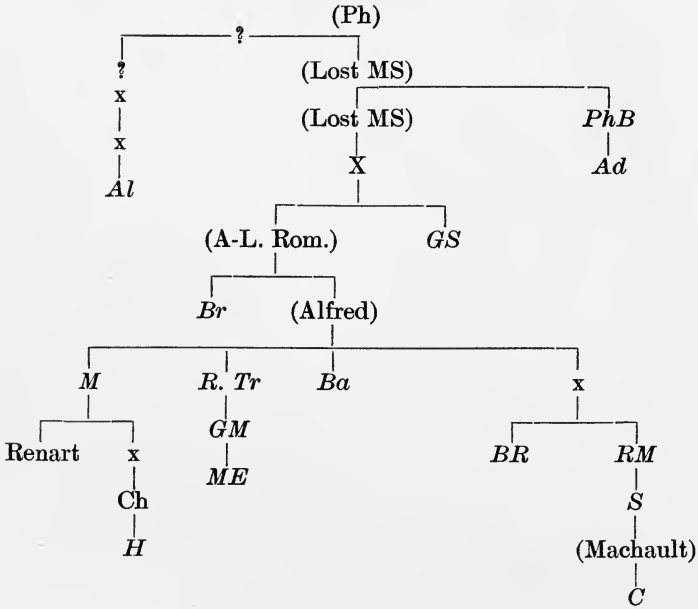 (Ph)
?
? (Lost MS)
x (Lost MS) PhB
x X Ad
Al
(A-L. Rom.) GS
Br (Alfred)
M R. Tr Ba x
Renart x GM BR RM
ME
Ch S
H (Machault)
C